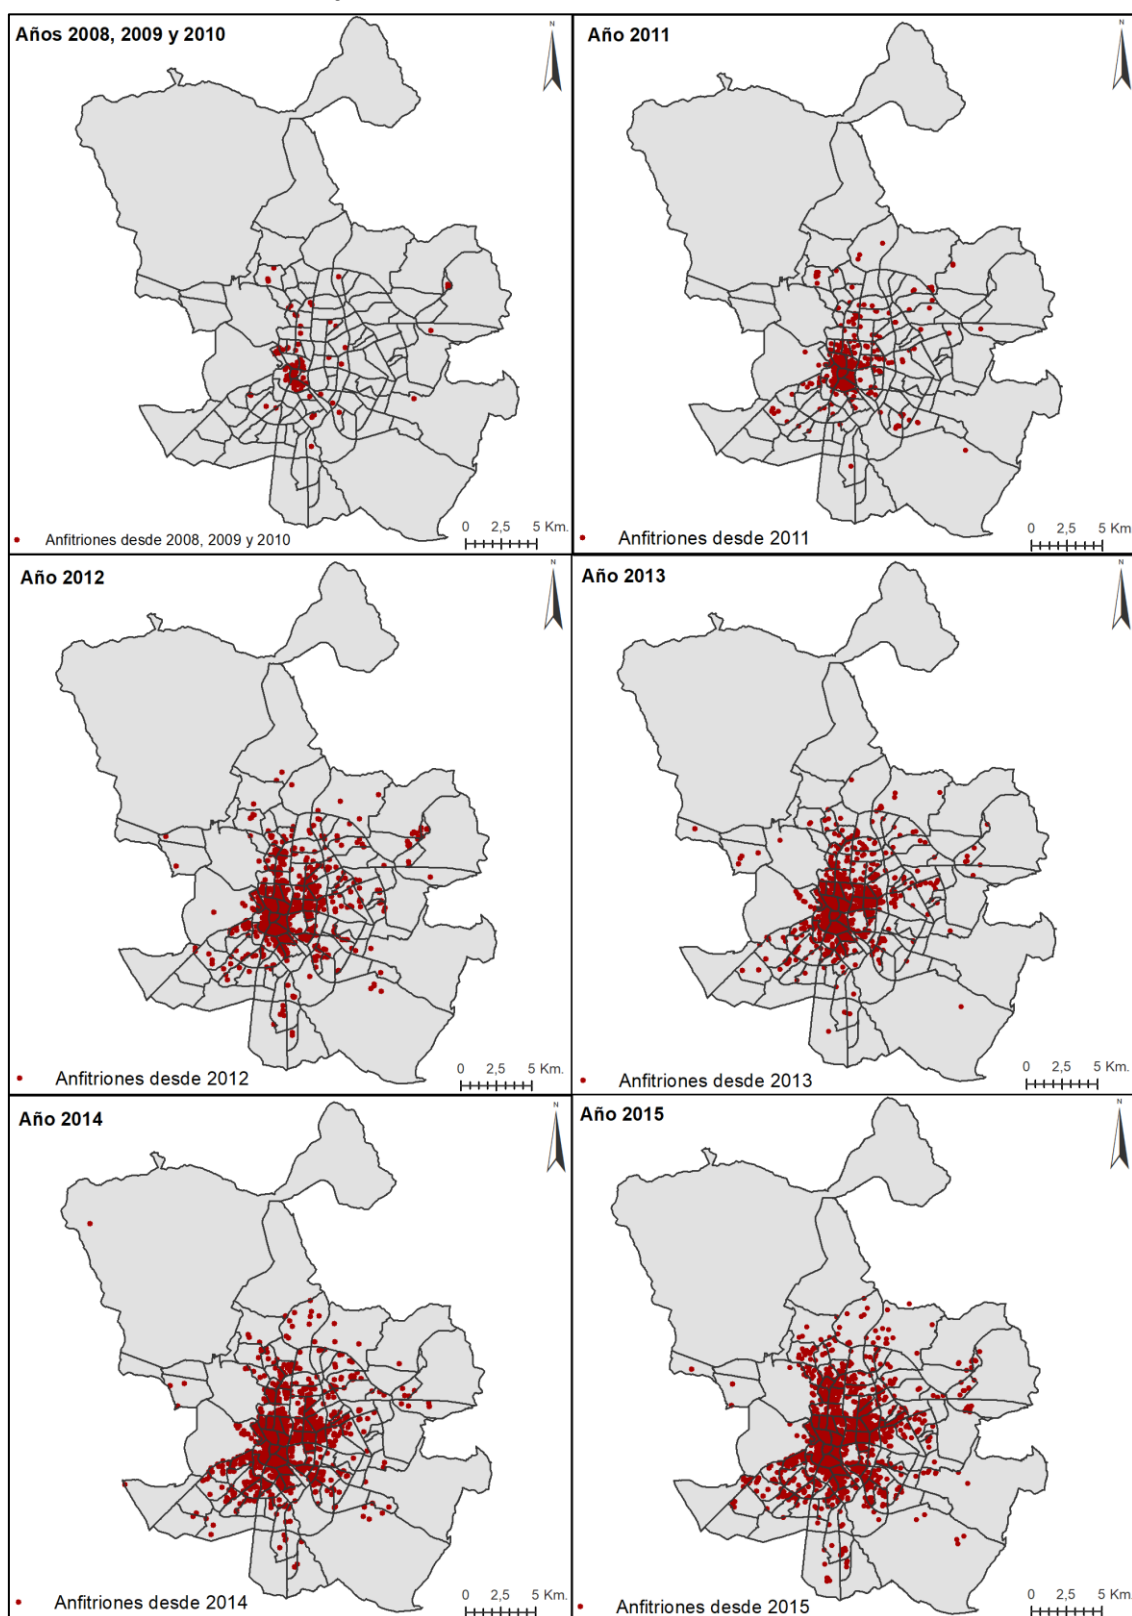 Años 2008, 2009 y 2010
N
Anfitriones desde 2008, 2009 y 2010
0 2,5 5 Km.
Año 2011
N
Anfitriones desde 2011
0 2,5 5 Km.
Año 2012
N
Anfitriones desde 2012
0 2,5 5 Km.
Año 2013
N
Anfitriones desde 2013
0 2,5 5 Km.
Año 2014
N
Anfitriones desde 2014
0 2,5 5 Km.
Año 2015
N
Anfitriones desde 2015
0 2,5 5 Km.